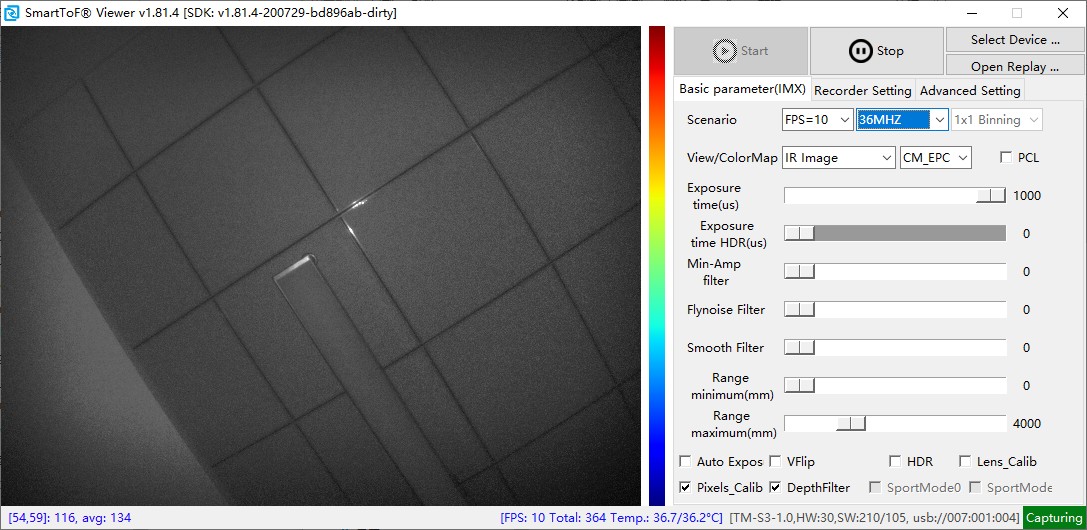 SmartToF® Viewer v1.81.4 [SDK: v1.81.4-200729-bd896ab-dirty]
Start
Stop
Select Device ...
Open Replay ...
Basic parameter(IMX) Recorder Setting Advanced Setting
Scenario FPS=10 36MHZ 1x1 Binning
View/ColorMap IR Image CM_EPC PCL
Exposure
time(us) 1000
Exposure
time HDR(us) 0
Min-Amp
filter 0
Flynoise Filter 0
Smooth Filter 0
Range
minimum(mm) 0
Range
maximum(mm) 4000
Auto Expos VFlip HDR Lens_Calib
Pixels_Calib DepthFilter SportMode0 SportMode
[54,59]: 116, avg: 134 [FPS: 10 Total: 364 Temp.: 36.7/36.2°C] [TM-S3-1.0,HW:30,SW:210/105, usb://007:001:004] Capturing